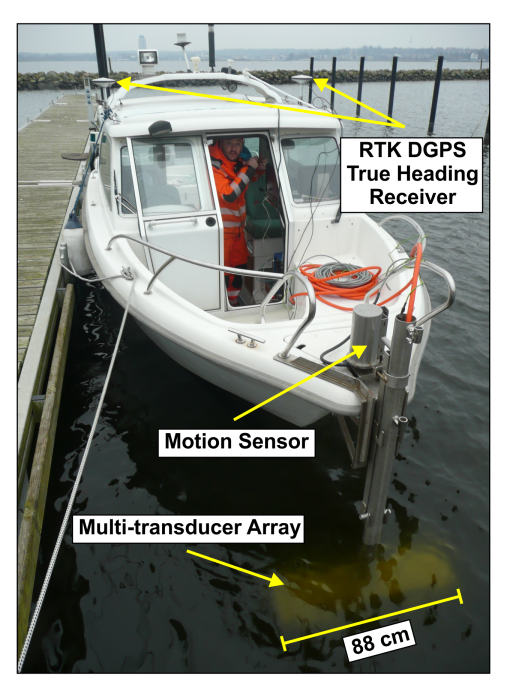 RTK DGPS
True Heading
Receiver
Motion Sensor
Multi-transducer Array
88 cm